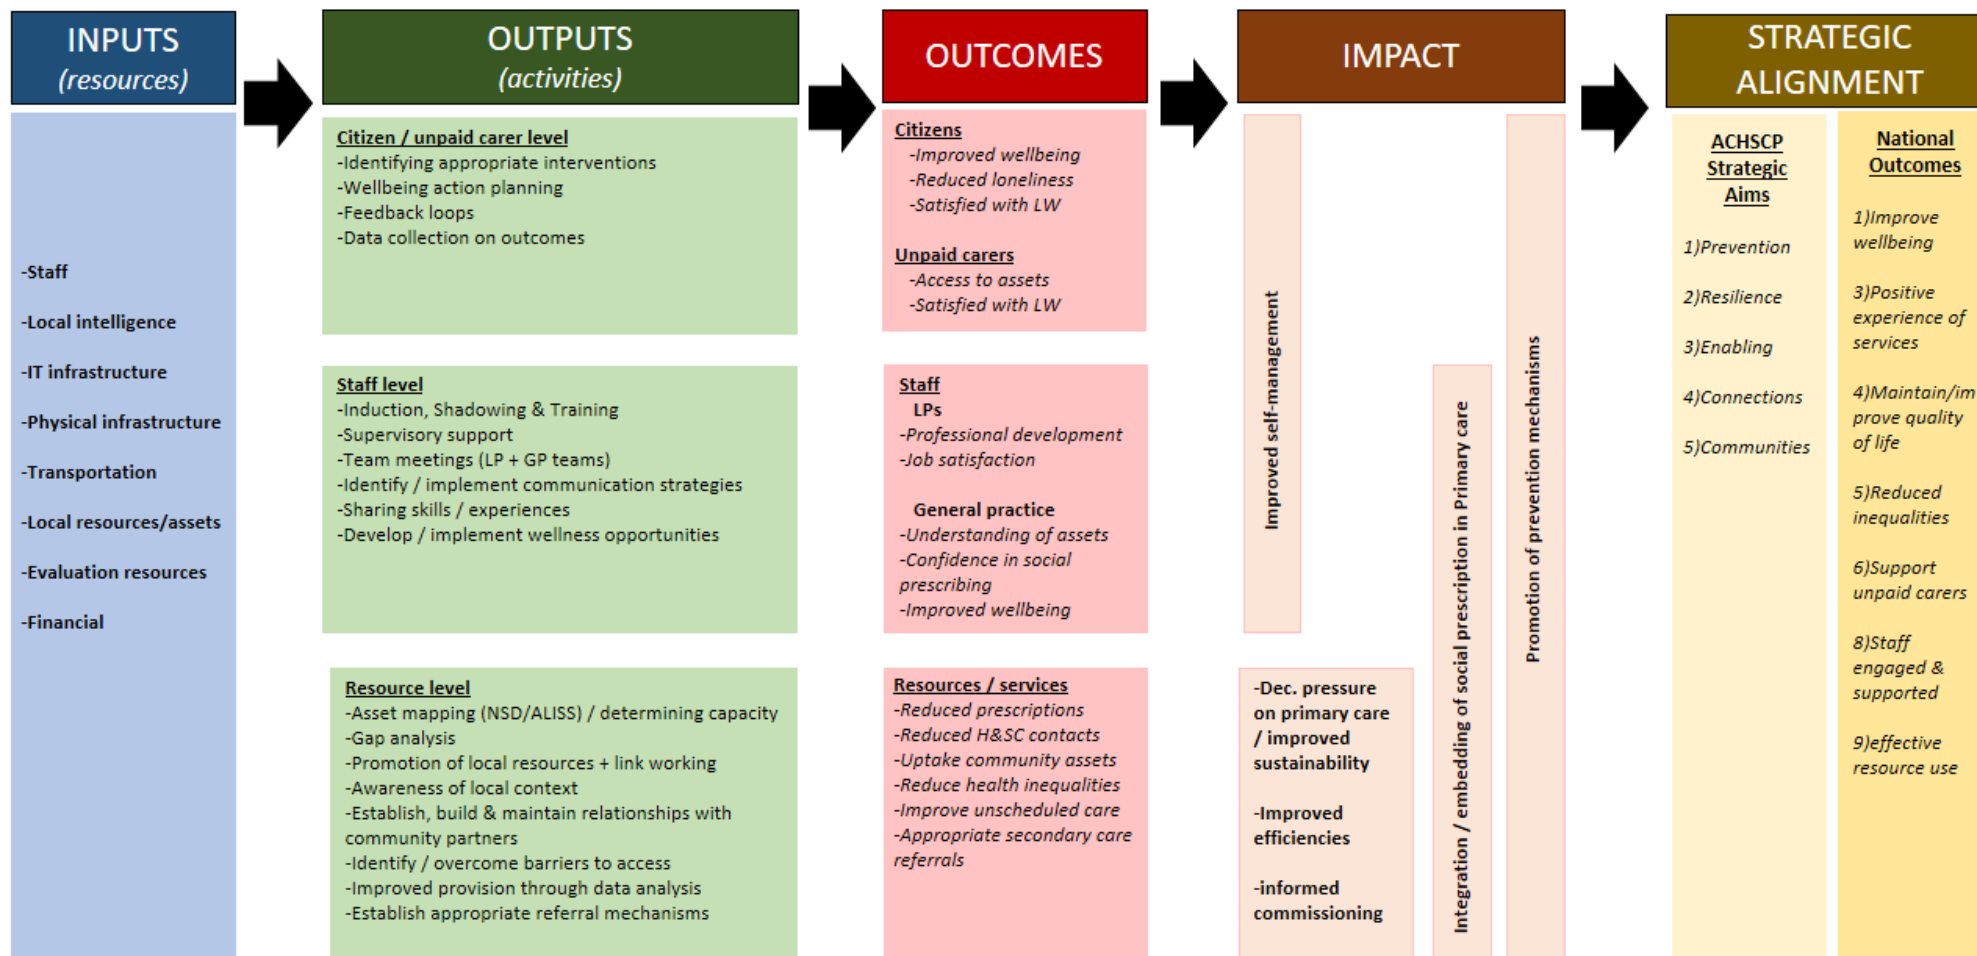 INPUTS
(resources)
-Staff
-Local intelligence
-IT infrastructure
-Physical infrastructure
-Transportation
-Local resources/assets
-Evaluation resources
-Financial
OUTPUTS
(activities)
Citizen / unpaid carer level
-Identifying appropriate interventions
-Wellbeing action planning
-Feedback loops
-Data collection on outcomes
Staff level
-Induction, Shadowing & Training
-Supervisory support
-Team meetings (LP + GP teams)
-Identify / implement communication strategies
-Sharing skills / experiences
-Develop / implement wellness opportunities
Resource level
-Asset mapping (NSD/ALISS) / determining capacity
-Gap analysis
-Promotion of local resources + link working
-Awareness of local context
-Establish, build & maintain relationships with
community partners
-Identify / overcome barriers to access
-Improved provision through data analysis
-Establish appropriate referral mechanisms
OUTCOMES
Citizens
-Improved wellbeing
-Reduced loneliness
-Satisfied with LW
Unpaid carers
-Access to assets
-Satisfied with LW
Staff
LPs
-Professional development
-Job satisfaction
General practice
-Understanding of assets
-Confidence in social
prescribing
-Improved wellbeing
Resources / services
-Reduced prescriptions
-Reduced H&SC contacts
-Uptake community assets
-Reduce health inequalities
-Improve unscheduled care
-Appropriate secondary care
referrals
IMPACT
Improved self-management
-Dec. pressure
on primary care
/ improved
sustainability
-Improved
efficiencies
-informed
commissioning
Integration / embedding of social prescription in Primary care
Promotion of prevention mechanisms
STRATEGIC
ALIGNMENT
ACHSCP
Strategic
Aims
1)Prevention
2)Resilience
3)Enabling
4)Connections
5)Communities
National
Outcomes
1)Improve
wellbeing
3)Positive
experience of
services
4)Maintain/im
prove quality
of life
5)Reduced
inequalities
6)Support
unpaid carers
8)Staff
engaged &
supported
9)effective
resource use